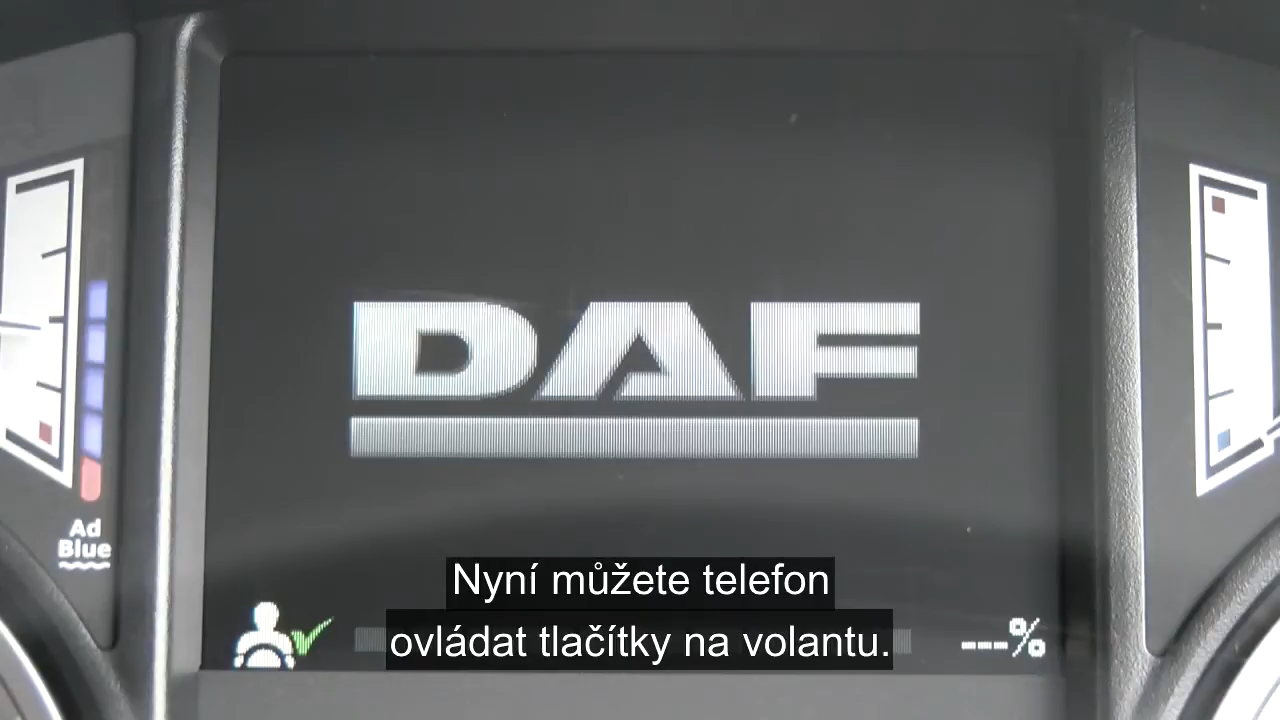 DAF
Ad
Blue
Nyní můžete telefon
ovládat tlačítky na volantu.
---%